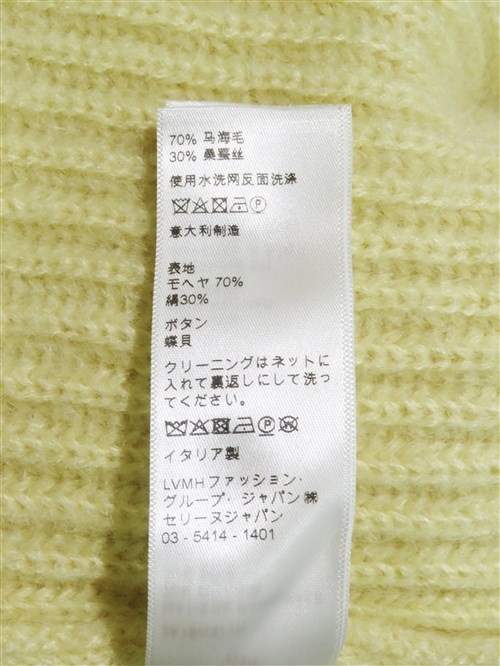 70% 马海毛
30% 桑蚕丝
使用水洗网反面洗涤
意大利制造
表地
モヘヤ 70%
絹30%
ボタン
蝶貝
クリーニングはネットに
入れて裏返しにして洗っ
てください。
イタリア製
LVMHファッション・
グループ・ジャパン㈱
セリーヌジャパン
03 - 5414 - 1401